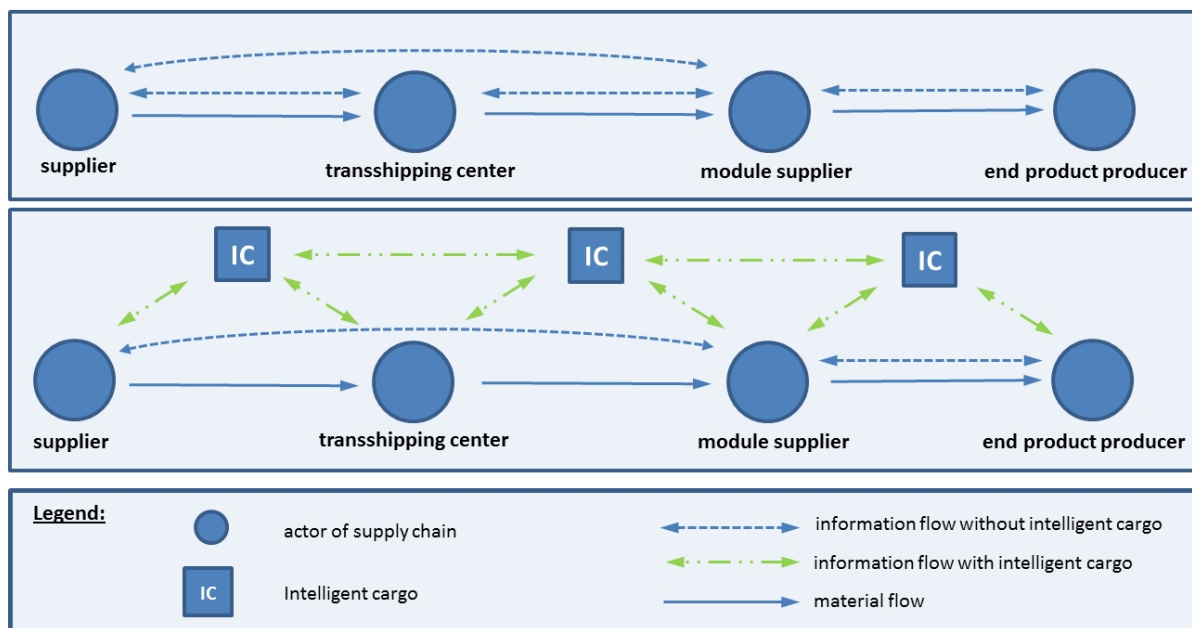 supplier
transshipping center
module supplier
end product producer
IC
IC
IC
supplier
transshipping center
module supplier
end product producer
Legend:
actor of supply chain
information flow without intelligent cargo
information flow with intelligent cargo
IC
Intelligent cargo
material flow